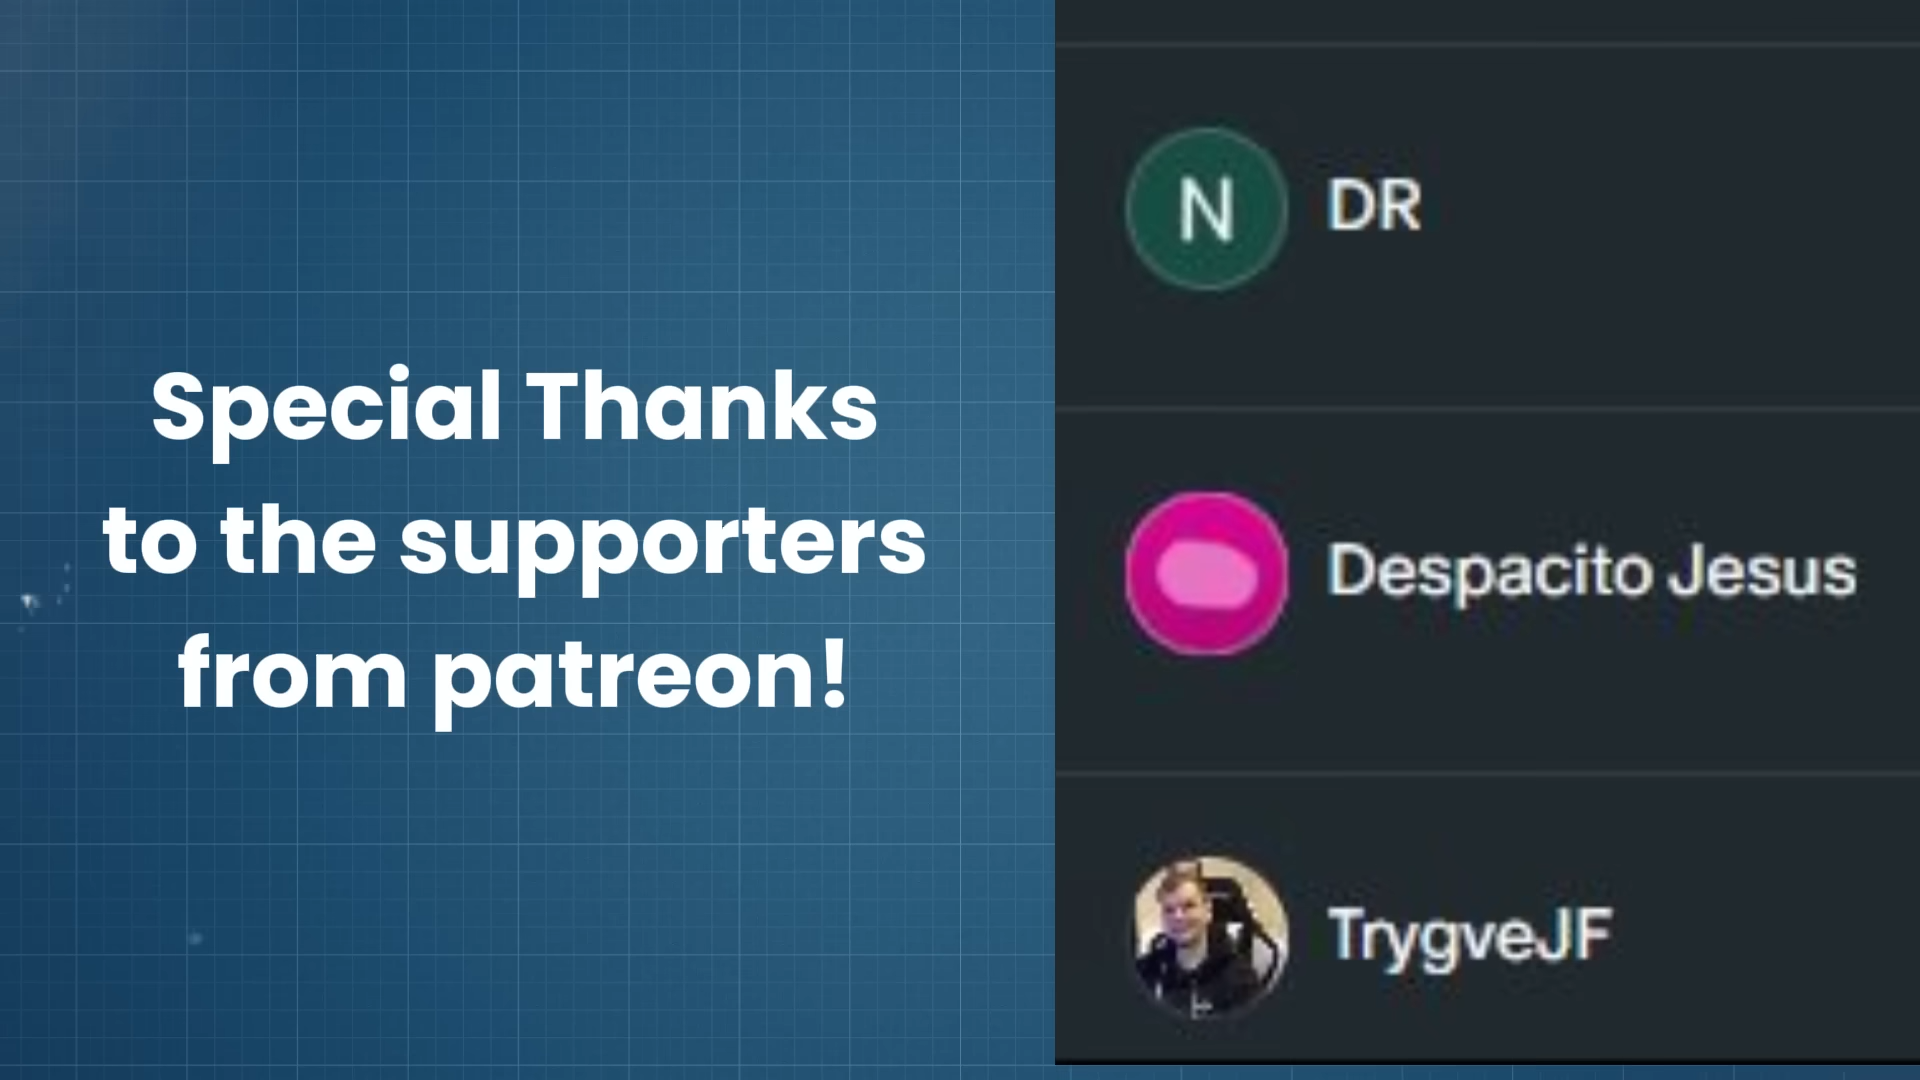 Special Thanks
to the supporters
from patreon!
N
DR
Despacito Jesus
TrygveJF